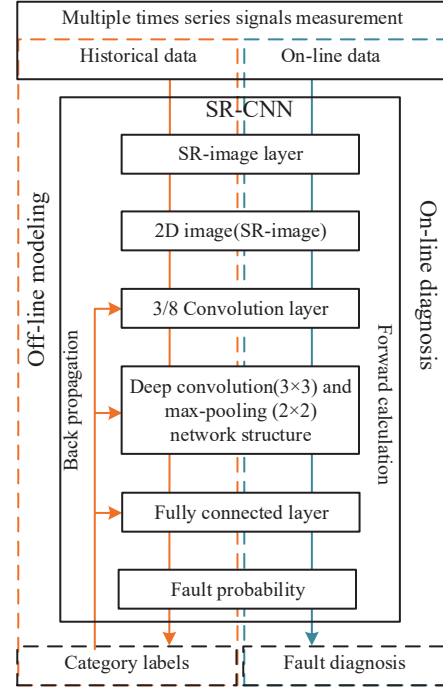 Multiple times series signals measurement
Historical data
On-line data
SR-CNN
SR-image layer
2D image(SR-image)
Off-line modeling
On-line diagnosis
3/8 Convolution layer
Back propagation
Forward calculation
Deep convolution(3×3) and
max-pooling (2×2)
network structure
Fully connected layer
Fault probability
Category labels
Fault diagnosis